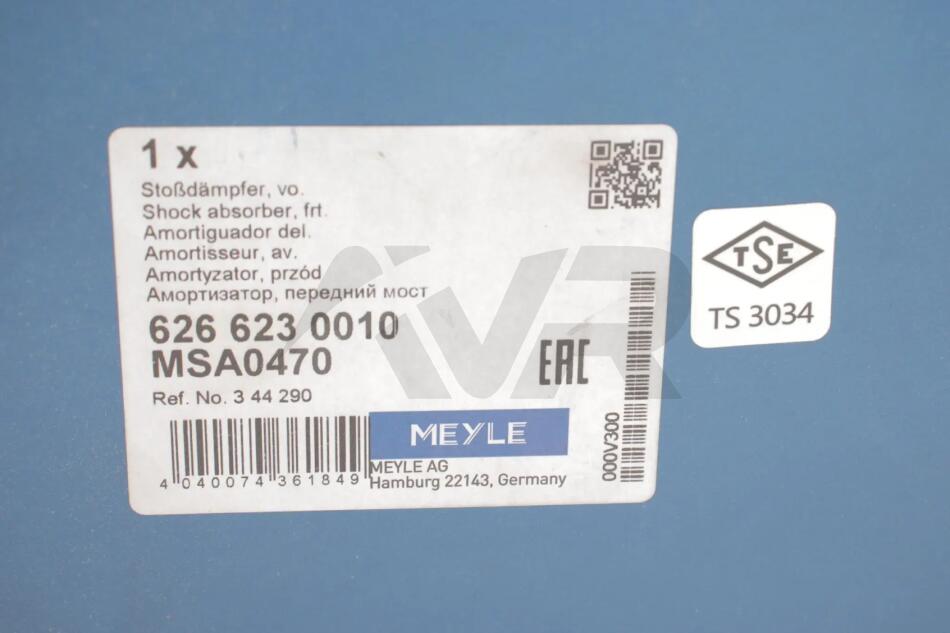 1 x
Stoßdämpfer, vo.
Shock absorber, frt.
Amortiguador del.
Amortisseur, av.
Amortyzator, przód
Амортизатор, передний мост
626 623 0010
MSA0470
Ref. No. 3 44 290
EAC
MEYLE
MEYLE AG
Hamburg 22143, Germany
4 040074 361849
000V300
TSE
TS 3034
AVR